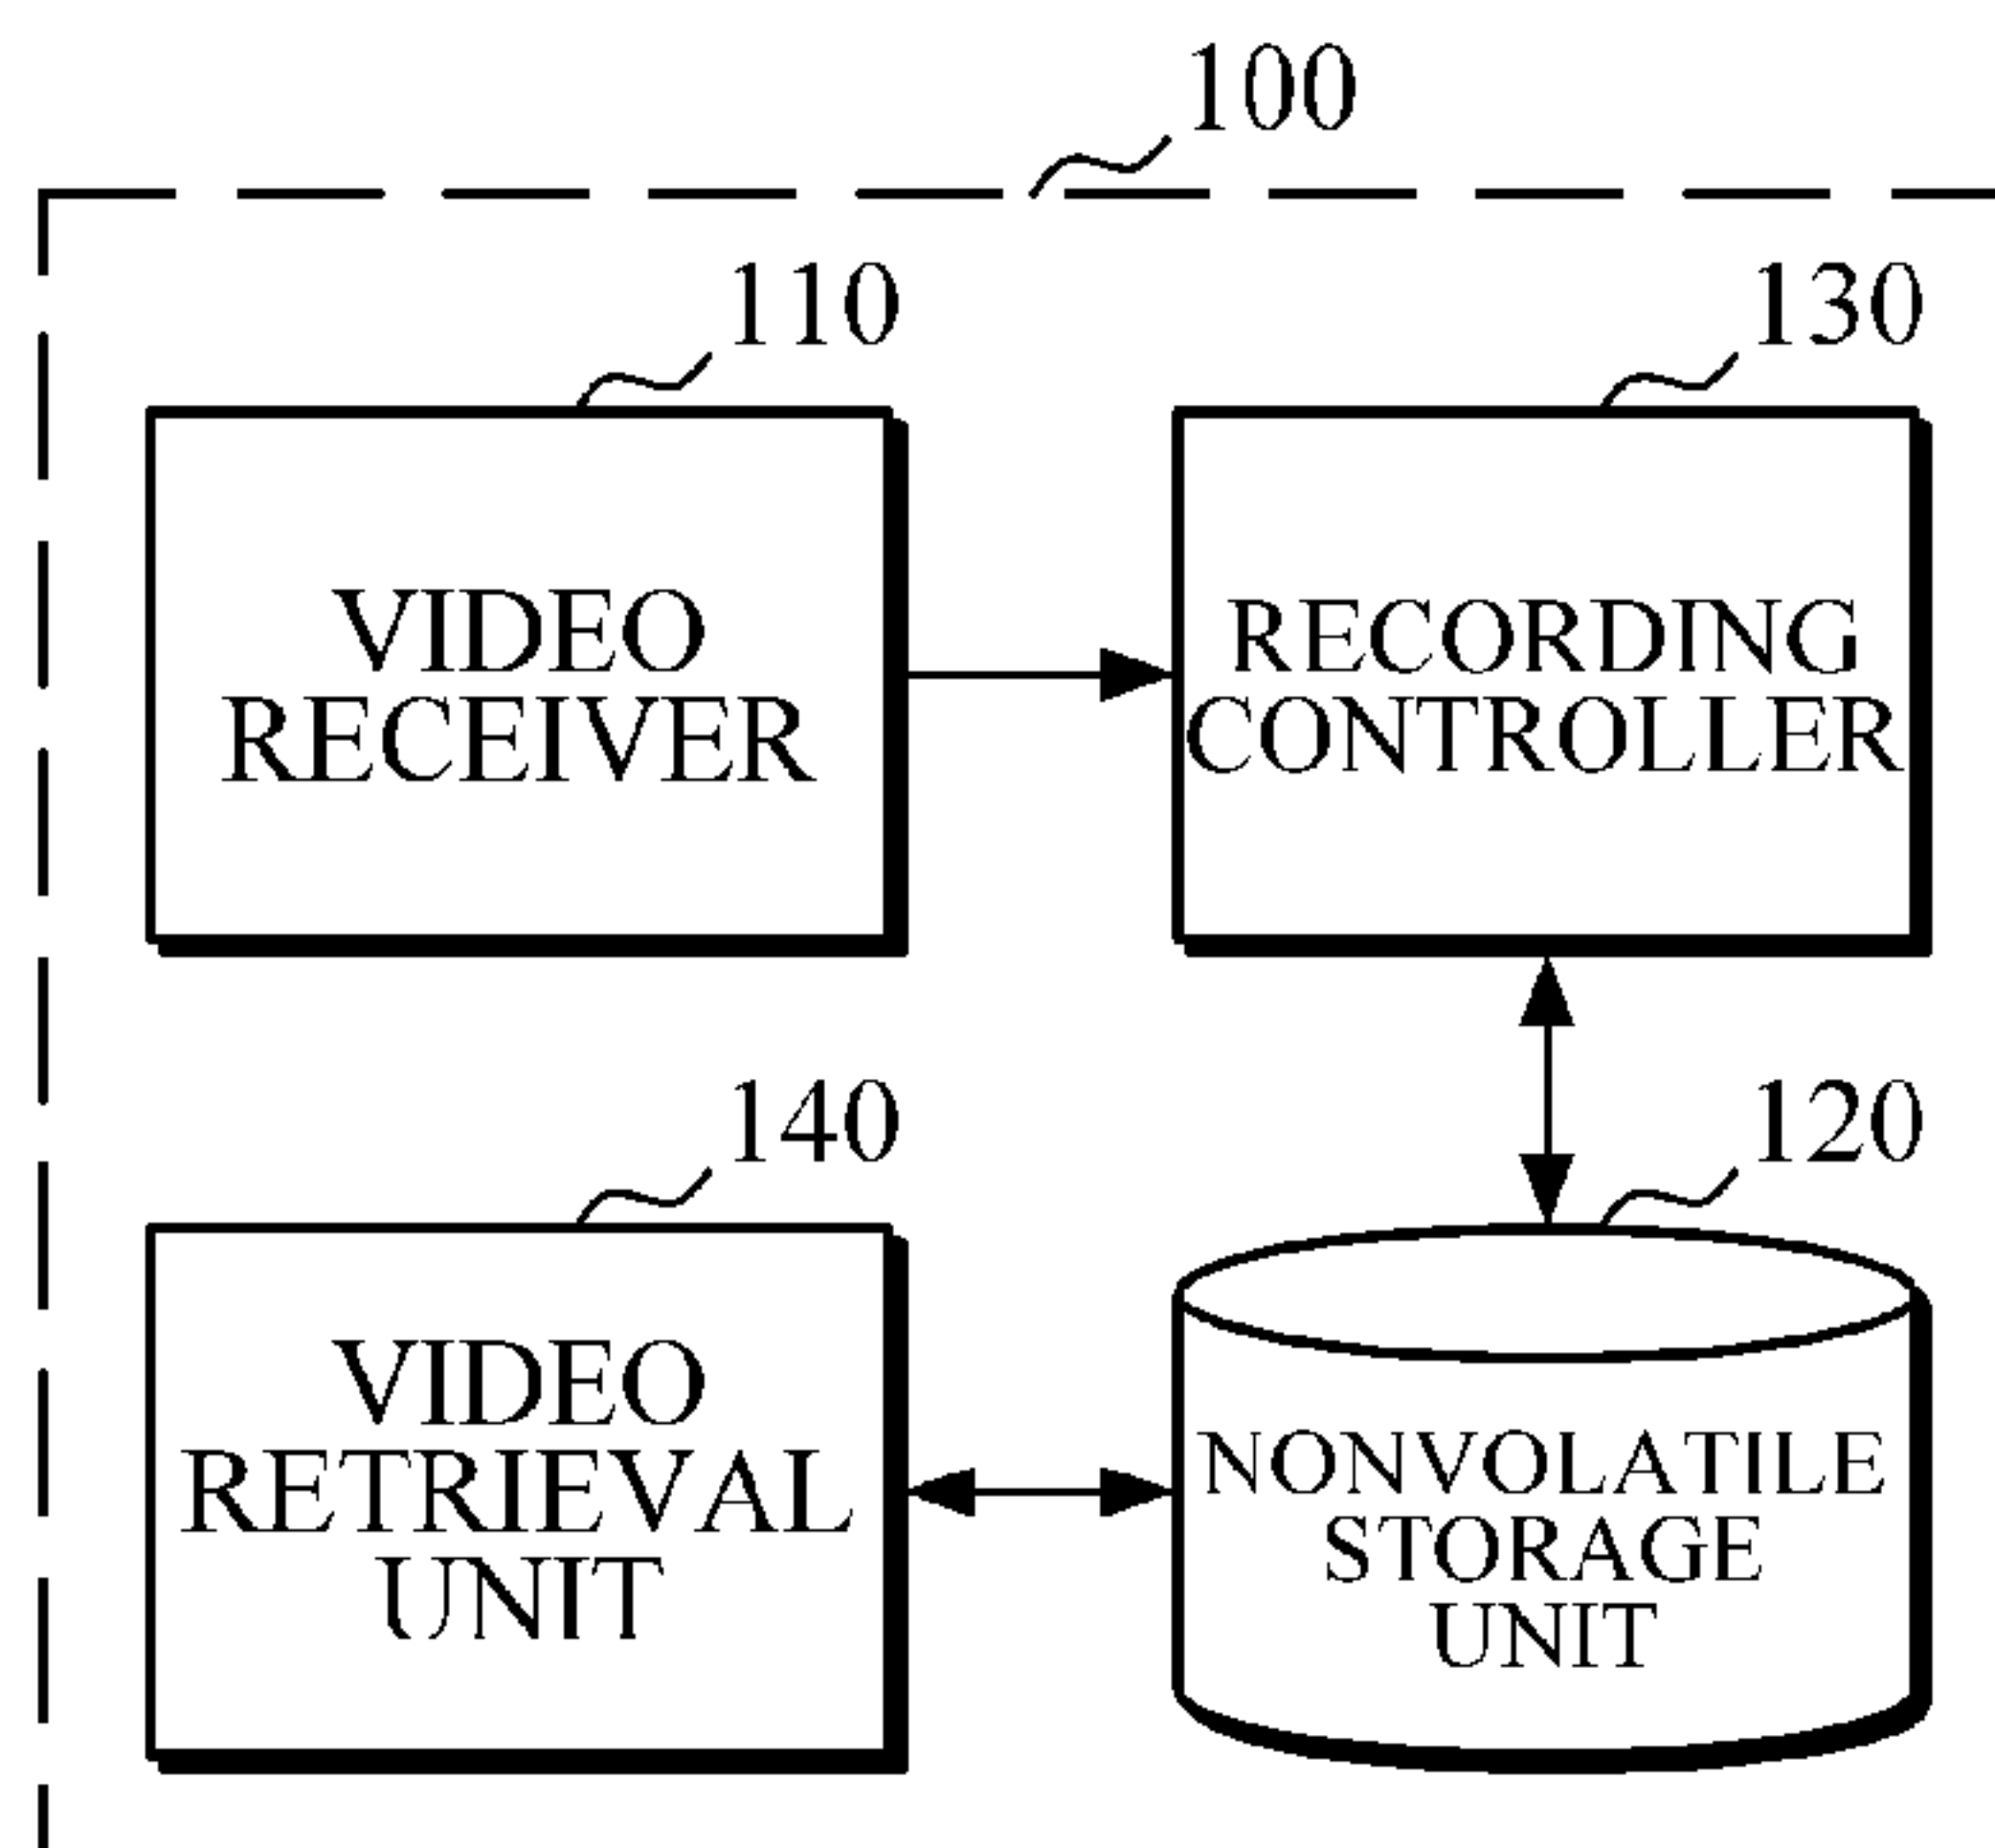 100
110
130
VIDEO
RECEIVER
RECORDING
CONTROLLER
140
120
VIDEO
RETRIEVAL
UNIT
NONVOLATILE
STORAGE
UNIT